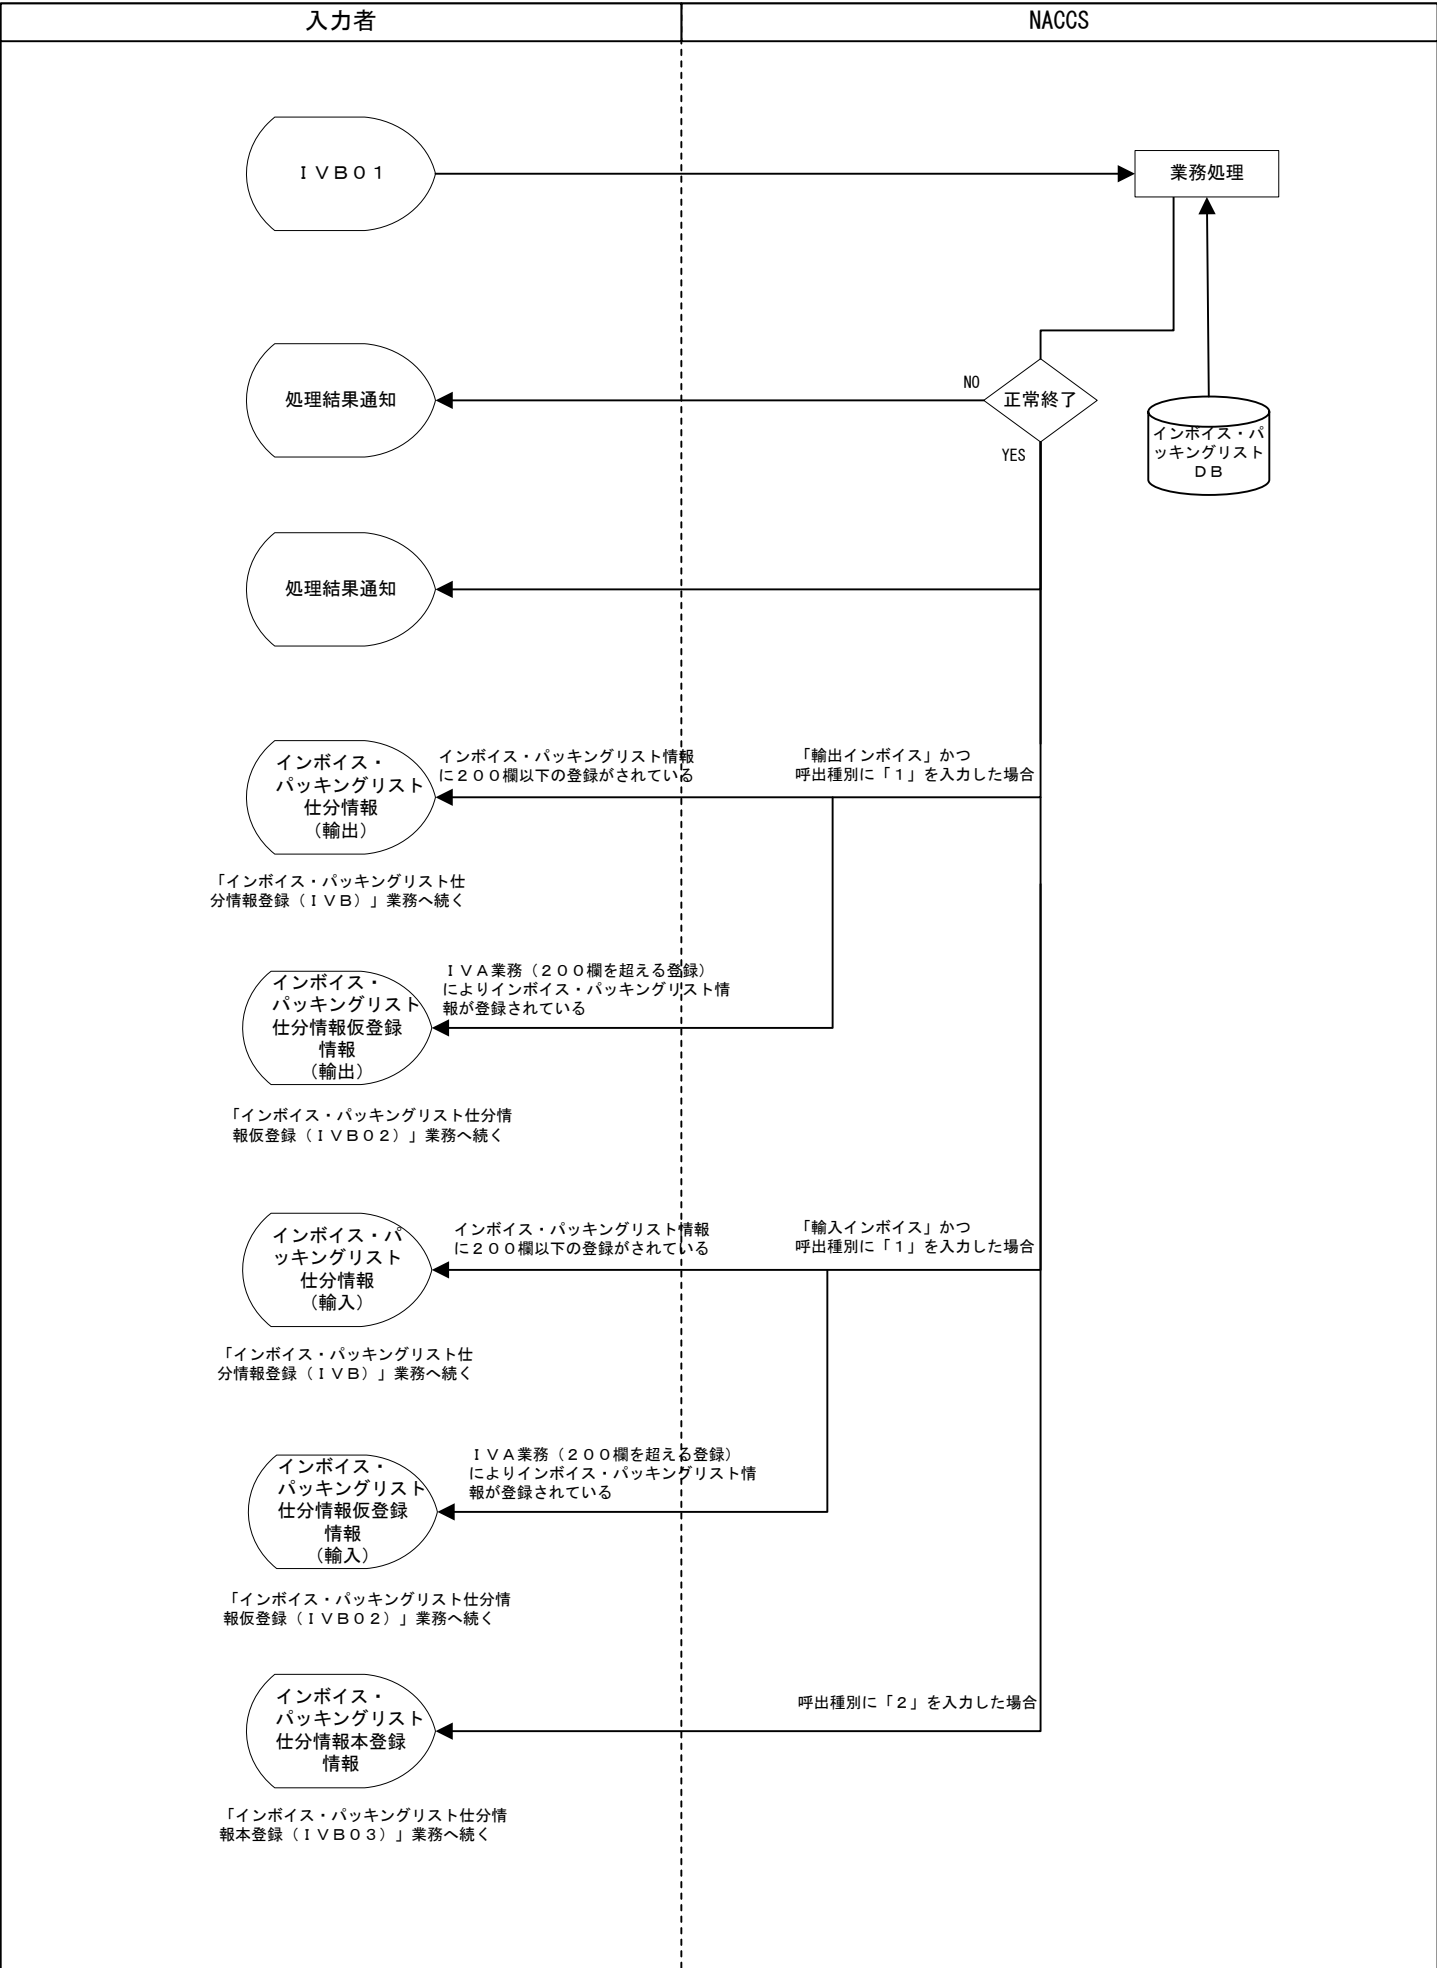 入力者
NACCS
ＩＶＢ０１
業務処理
処理結果通知
NO
正常終了
YES
インボイス・パ
ッキングリスト
ＤＢ
処理結果通知
インボイス・
パッキングリスト
仕分情報
（輸出）
インボイス・パッキングリスト情報
に２００欄以下の登録がされている
「輸出インボイス」かつ
呼出種別に「１」を入力した場合
「インボイス・パッキングリスト仕
分情報登録（ＩＶＢ）」業務へ続く
インボイス・
パッキングリスト
仕分情報仮登録
情報
（輸出）
ＩＶＡ業務（２００欄を超える登録）
によりインボイス・パッキングリスト情
報が登録されている
「インボイス・パッキングリスト仕分情
報仮登録（ＩＶＢ０２）」業務へ続く
インボイス・パ
ッキングリスト
仕分情報
（輸入）
インボイス・パッキングリスト情報
に２００欄以下の登録がされている
「輸入インボイス」かつ
呼出種別に「１」を入力した場合
「インボイス・パッキングリスト仕
分情報登録（ＩＶＢ）」業務へ続く
インボイス・
パッキングリスト
仕分情報仮登録
情報
（輸入）
ＩＶＡ業務（２００欄を超える登録）
によりインボイス・パッキングリスト情
報が登録されている
「インボイス・パッキングリスト仕分情
報仮登録（ＩＶＢ０２）」業務へ続く
インボイス・
パッキングリスト
仕分情報本登録
情報
呼出種別に「２」を入力した場合
「インボイス・パッキングリスト仕分情
報本登録（ＩＶＢ０３）」業務へ続く